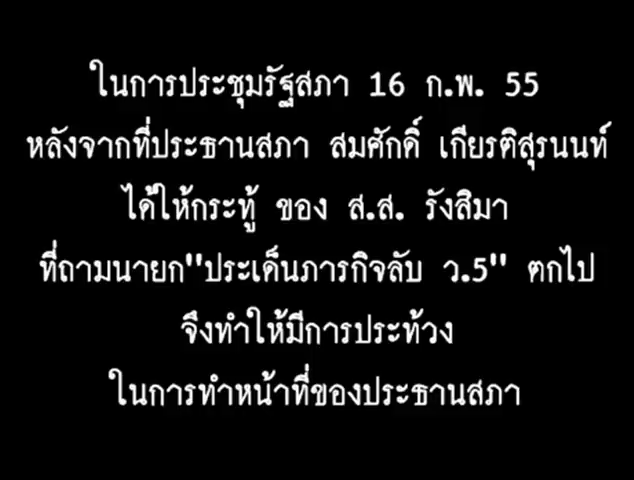 ในการประชุมรัฐสภา 16 ก.พ. 55
หลังจากที่ประธานสภา สมศักดิ์ เกียรติสุรนนท์
ได้ให้กระทู้ ของ ส.ส. รังสิมา
ที่ถามนายก"ประเด็นภารกิจลับ ว.5" ตกไป
จึงทำให้มีการประท้วง
ในการทำหน้าที่ของประธานสภา